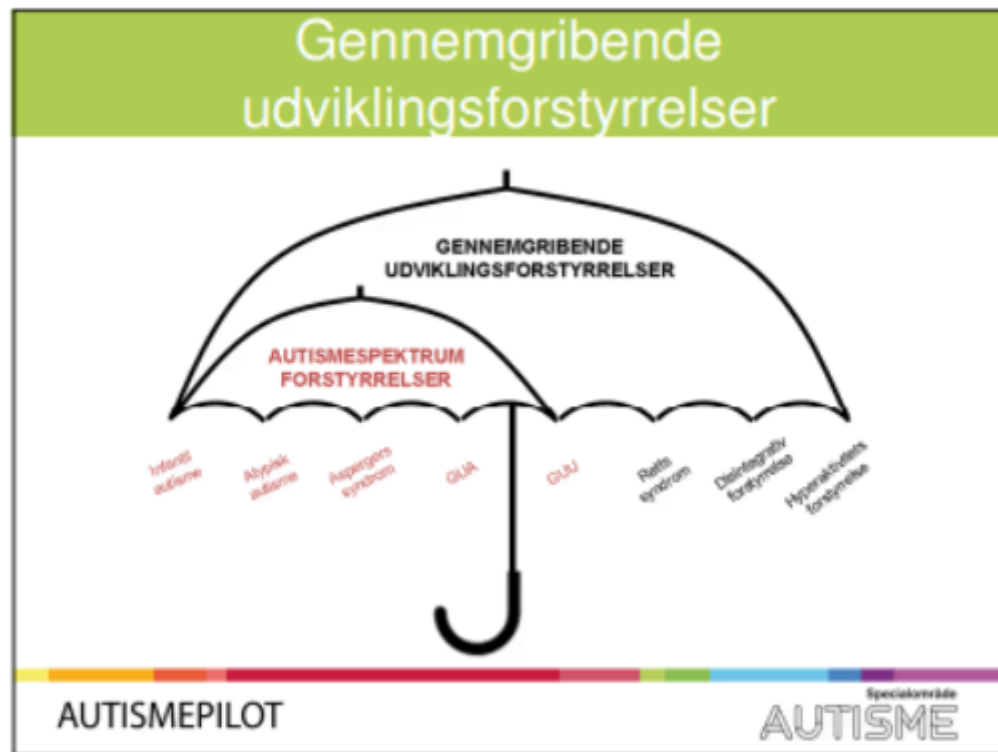 Gennemgribende
udviklingsforstyrrelser
GENNEMGRIBENDE
UDVIKLINGSFORSTYRRELSER
AUTISMESPEKTRUM
FORSTYRRELSER
Infantil
autisme
Atypisk
autisme
Aspergers
syndrom
GUA
GUU
Retts
syndrom
Disintegrativ
forstyrrelse
Hyperaktivitets
forstyrrelse
AUTISMEPILOT
Specialområde
AUTISME